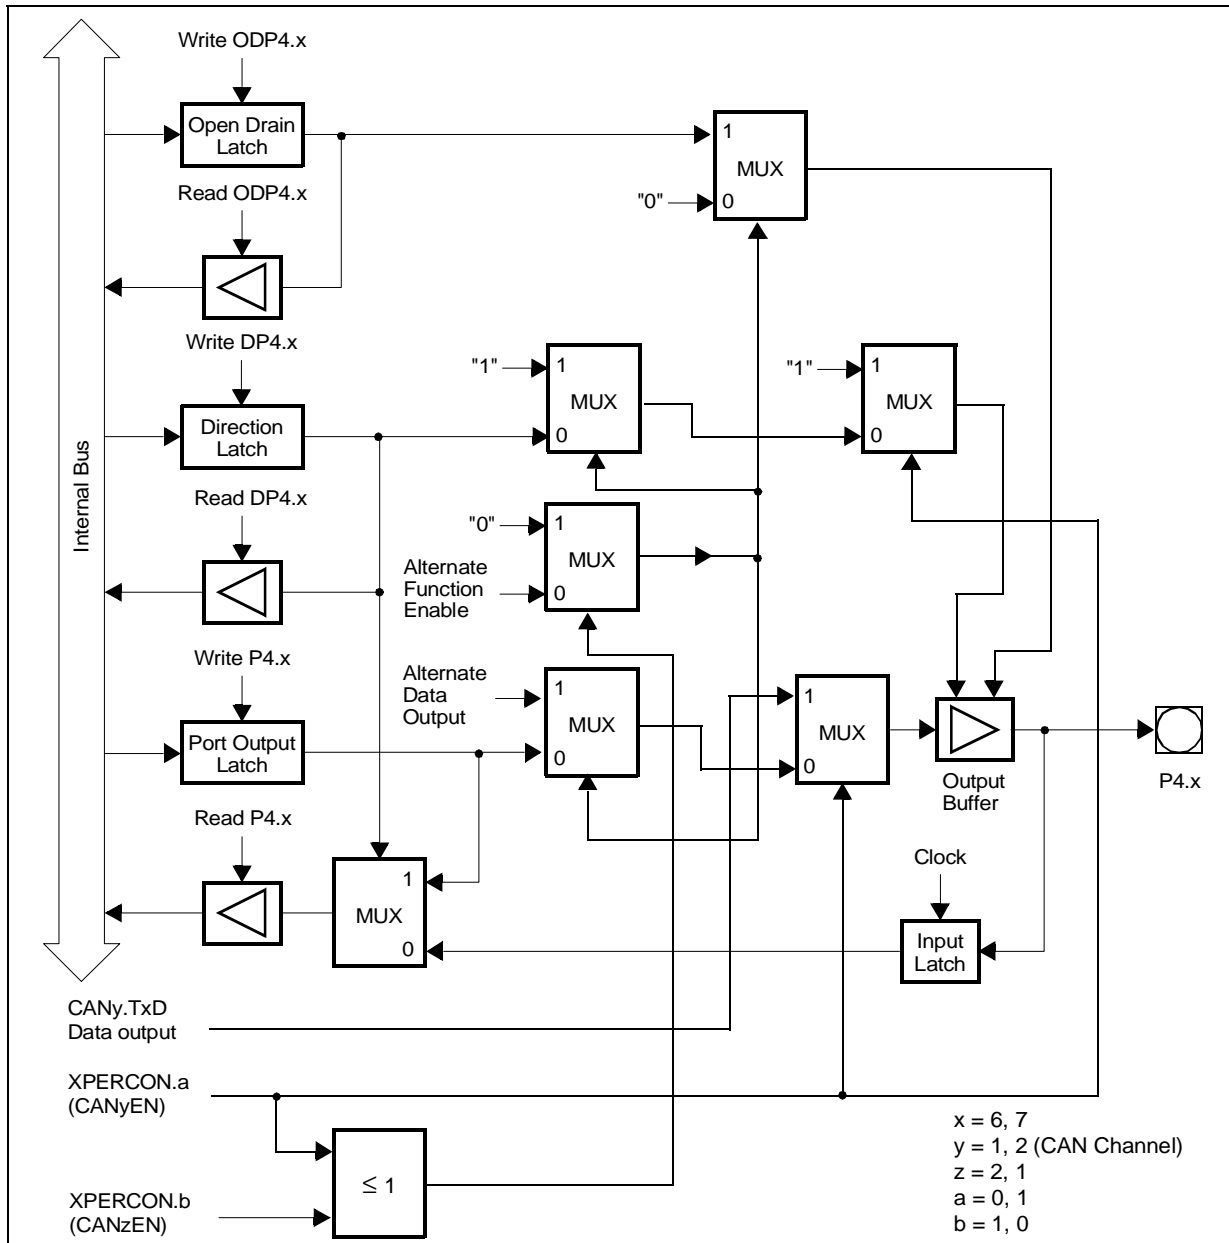 Write ODP4.x
Open Drain
Latch
Read ODP4.x
1
MUX
"0"
0
Write DP4.x
Direction
Latch
"1"
1
MUX
0
"1"
1
MUX
0
Internal Bus
Read DP4.x
"0"
1
MUX
Alternate
Function
Enable
0
Write P4.x
Port Output
Latch
Alternate
Data
Output
1
MUX
0
1
MUX
0
Output
Buffer
P4.x
Read P4.x
1
MUX
0
Clock
Input
Latch
CANy.TxD
Data output
XPERCON.a
(CANyEN)
XPERCON.b
(CANzEN)
≤ 1
x = 6, 7
y = 1, 2 (CAN Channel)
z = 2, 1
a = 0, 1
b = 1, 0